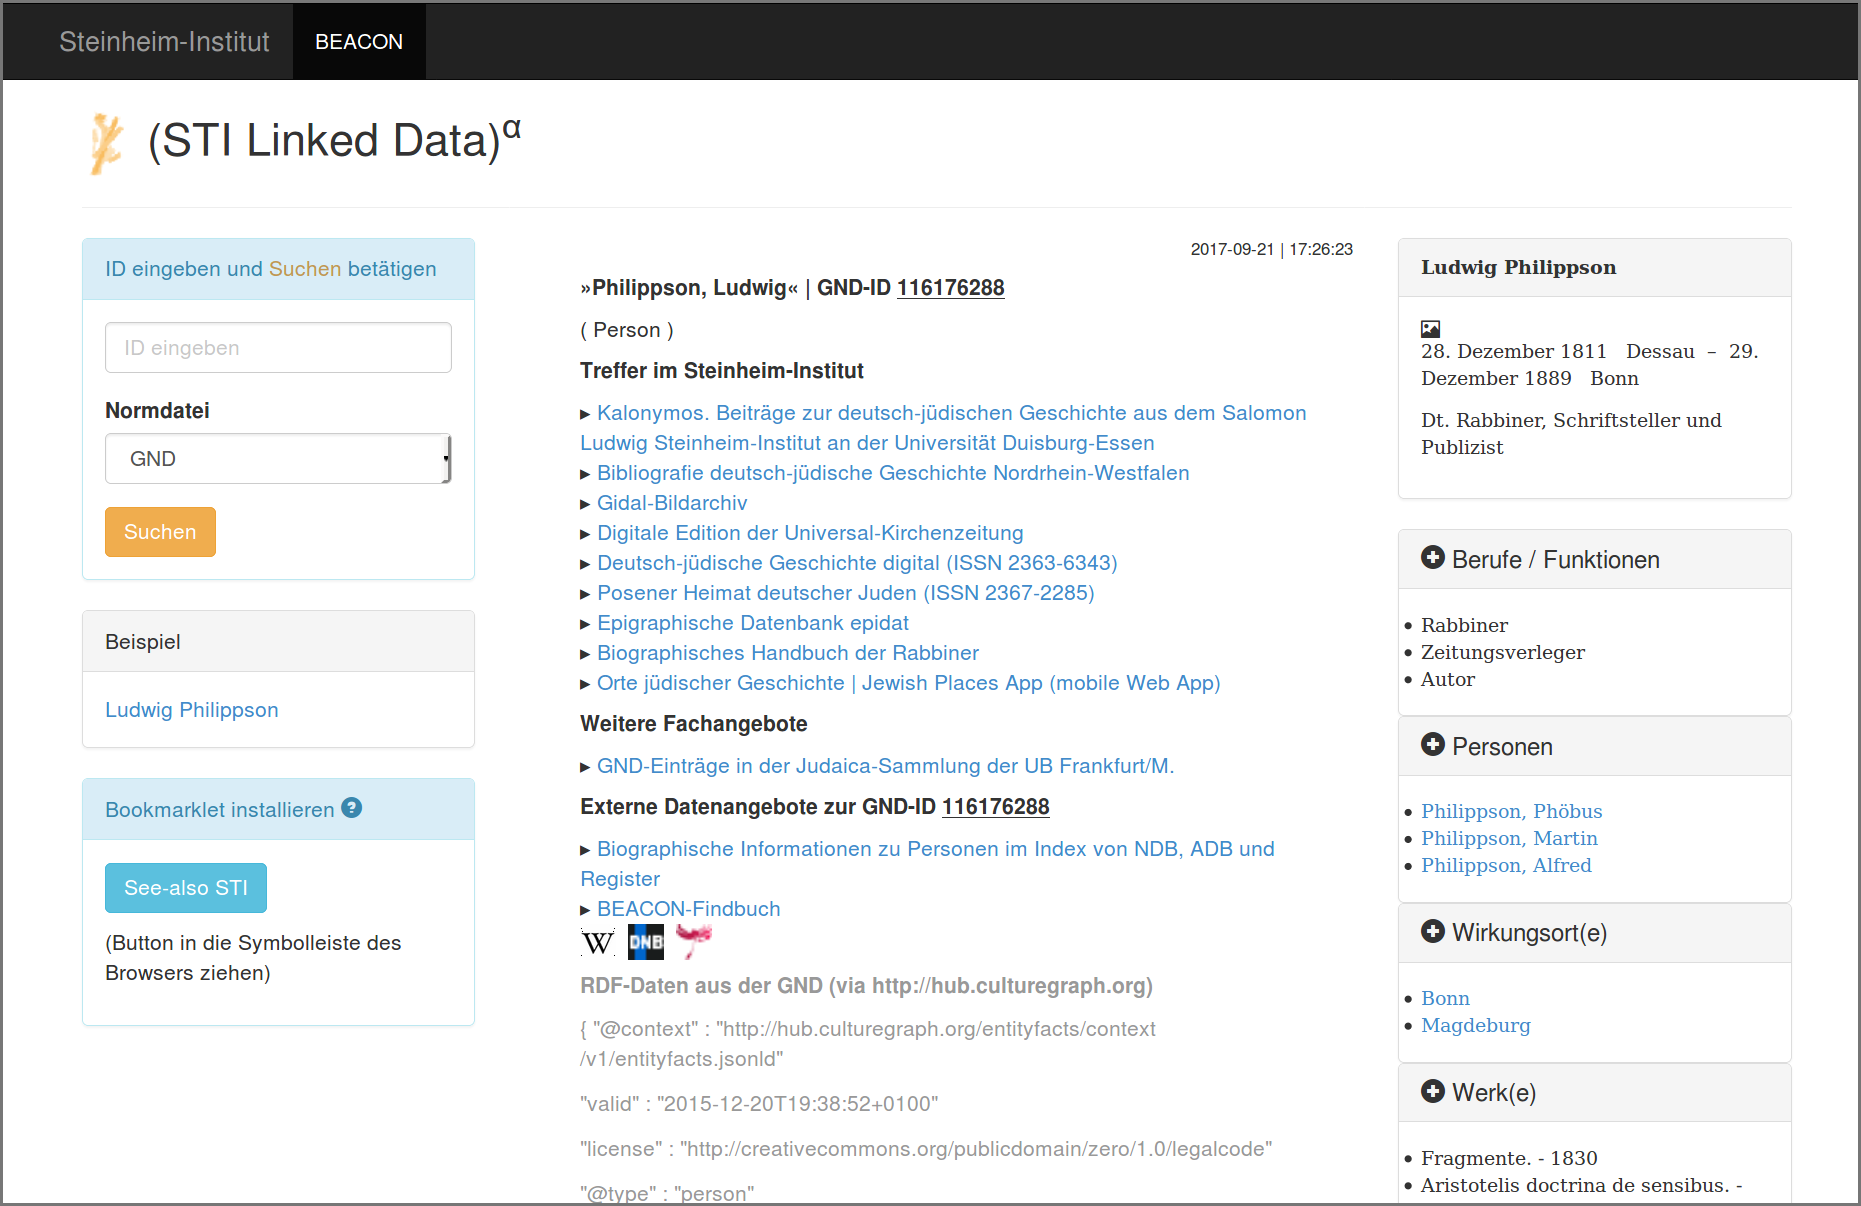 Steinheim-Institut BEACON
(STI Linked Data)α
ID eingeben und Suchen betätigen
ID eingeben
Normdatei
GND
Suchen
Beispiel
Ludwig Philippson
Bookmarklet installieren ?
See-also STI
(Button in die Symbolleiste des
Browsers ziehen)
2017-09-21 | 17:26:23
»Philippson, Ludwig« | GND-ID 116176288
( Person )
Treffer im Steinheim-Institut
▸ Kalonymos. Beiträge zur deutsch-jüdischen Geschichte aus dem Salomon
Ludwig Steinheim-Institut an der Universität Duisburg-Essen
▸ Bibliografie deutsch-jüdische Geschichte Nordrhein-Westfalen
▸ Gidal-Bildarchiv
▸ Digitale Edition der Universal-Kirchenzeitung
▸ Deutsch-jüdische Geschichte digital (ISSN 2363-6343)
▸ Posener Heimat deutscher Juden (ISSN 2367-2285)
▸ Epigraphische Datenbank epidat
▸ Biographisches Handbuch der Rabbiner
▸ Orte jüdischer Geschichte | Jewish Places App (mobile Web App)
Weitere Fachangebote
▸ GND-Einträge in der Judaica-Sammlung der UB Frankfurt/M.
Externe Datenangebote zur GND-ID 116176288
▸ Biographische Informationen zu Personen im Index von NDB, ADB und
Register
▸ BEACON-Findbuch
W DNB
RDF-Daten aus der GND (via http://hub.culturegraph.org)
{ "@context" : "http://hub.culturegraph.org/entityfacts/context
/v1/entityfacts.jsonld"
"valid" : "2015-12-20T19:38:52+0100"
"license" : "http://creativecommons.org/publicdomain/zero/1.0/legalcode"
"@type" : "person"
Ludwig Philippson
28. Dezember 1811 Dessau – 29.
Dezember 1889 Bonn
Dt. Rabbiner, Schriftsteller und
Publizist
Berufe / Funktionen
• Rabbiner
• Zeitungsverleger
• Autor
Personen
• Philippson, Phöbus
• Philippson, Martin
• Philippson, Alfred
Wirkungsort(e)
• Bonn
• Magdeburg
Werk(e)
• Fragmente. - 1830
• Aristotelis doctrina de sensibus. -